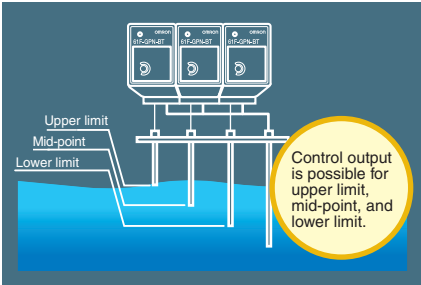 OMRON OMRON OMRON
61F-GPN-BT 61F-GPN-BT 61F-GPN-BT
Upper limit
Mid-point
Lower limit
Control output
is possible for
upper limit,
mid-point, and
lower limit.